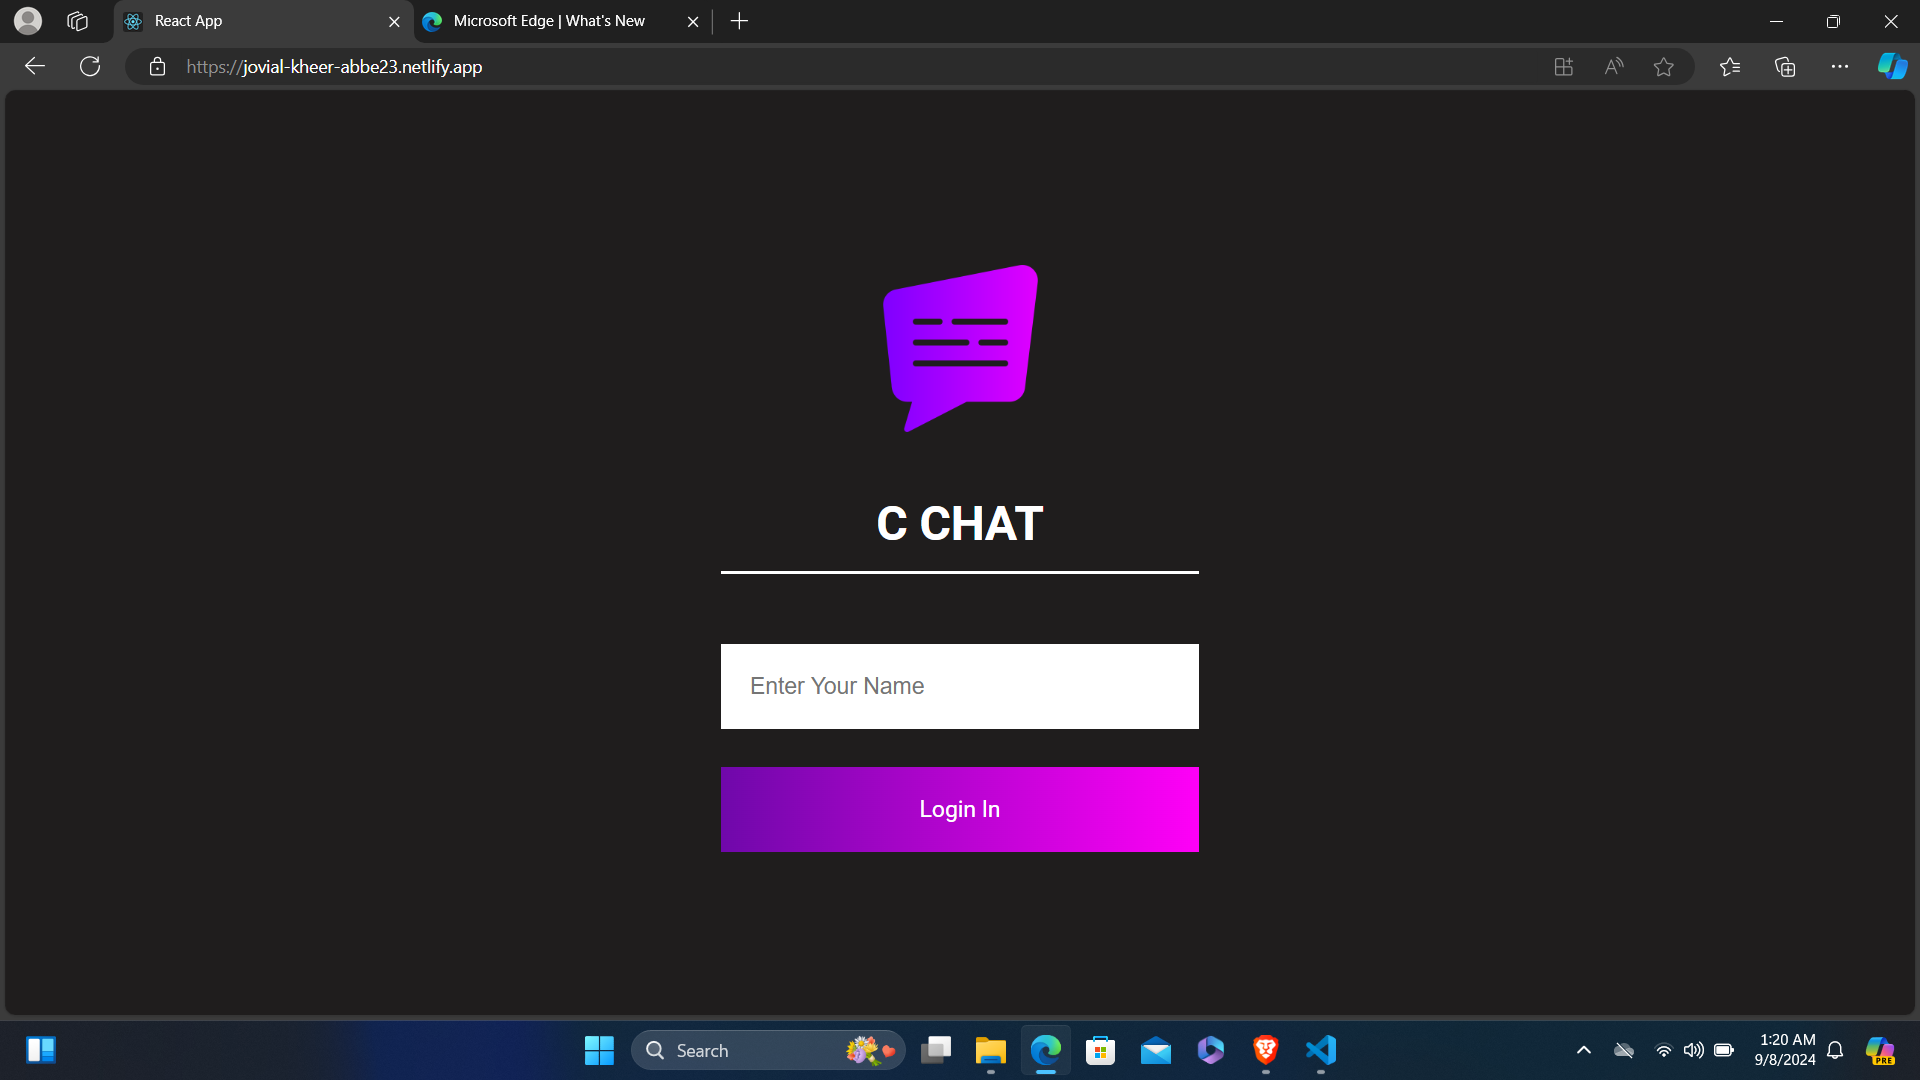 React App
Microsoft Edge | What's New
https://jovial-kheer-abbe23.netlify.app
C CHAT
Enter Your Name
Login In
Search
1:20 AM
9/8/2024
PRE